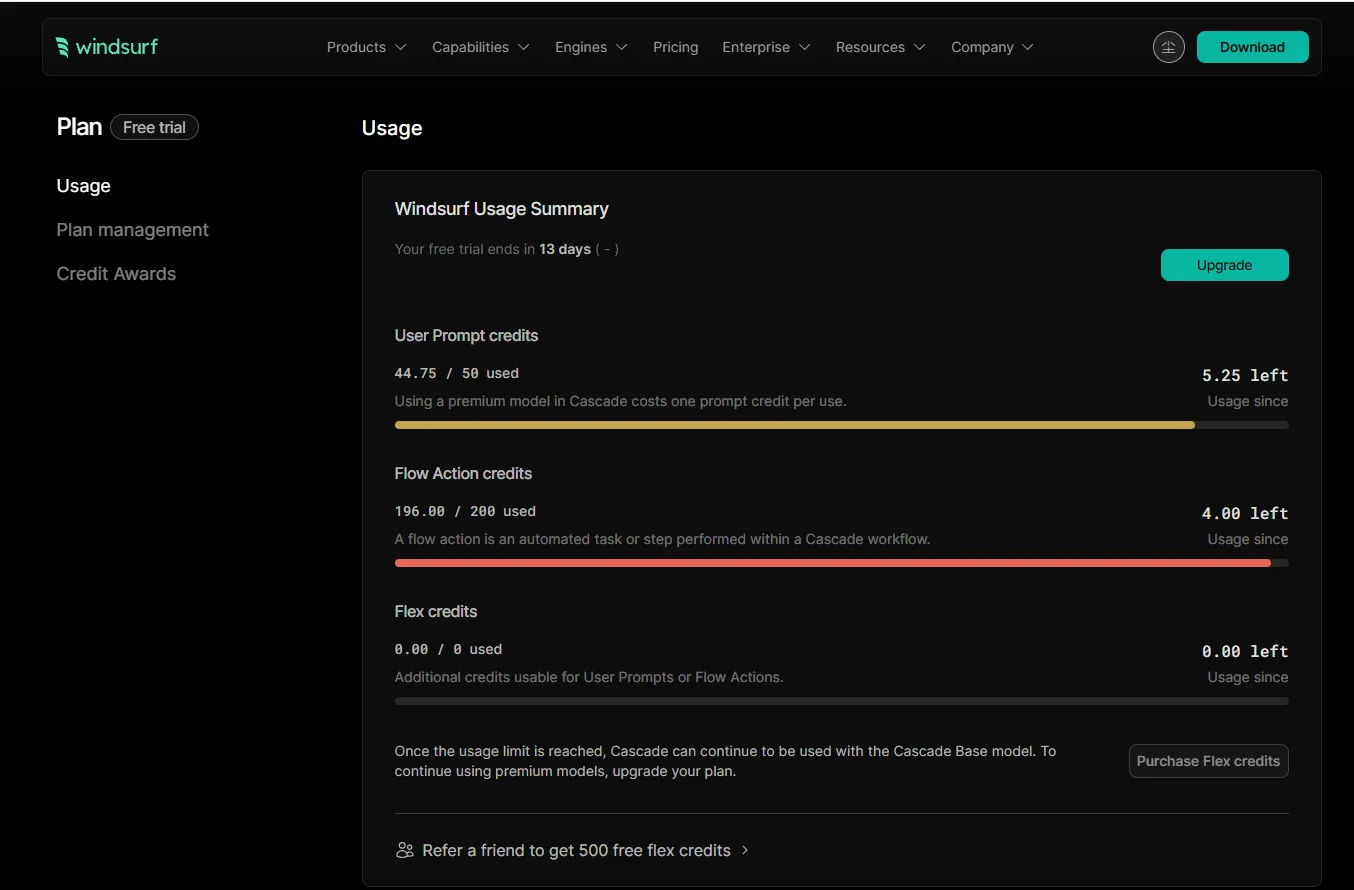 windsurf
Products Capabilities Engines Pricing Enterprise Resources Company Download
Plan Free trial
Usage
Plan management
Credit Awards
Usage
Windsurf Usage Summary
Your free trial ends in 13 days ( - )
Upgrade
User Prompt credits
44.75 / 50 used
5.25 left
Using a premium model in Cascade costs one prompt credit per use.
Usage since
Flow Action credits
196.00 / 200 used
4.00 left
A flow action is an automated task or step performed within a Cascade workflow.
Usage since
Flex credits
0.00 / 0 used
0.00 left
Additional credits usable for User Prompts or Flow Actions.
Usage since
Once the usage limit is reached, Cascade can continue to be used with the Cascade Base model. To
continue using premium models, upgrade your plan.
Purchase Flex credits
Refer a friend to get 500 free flex credits